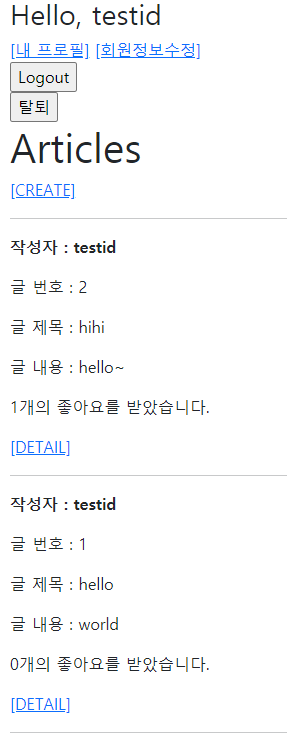 Hello, testid
[내 프로필] [회원정보수정]
Logout
탈퇴
Articles
[CREATE]
작성자 : testid
글 번호 : 2
글 제목 : hihi
글 내용 : hello~
1개의 좋아요를 받았습니다.
[DETAIL]
작성자 : testid
글 번호 : 1
글 제목 : hello
글 내용 : world
0개의 좋아요를 받았습니다.
[DETAIL]